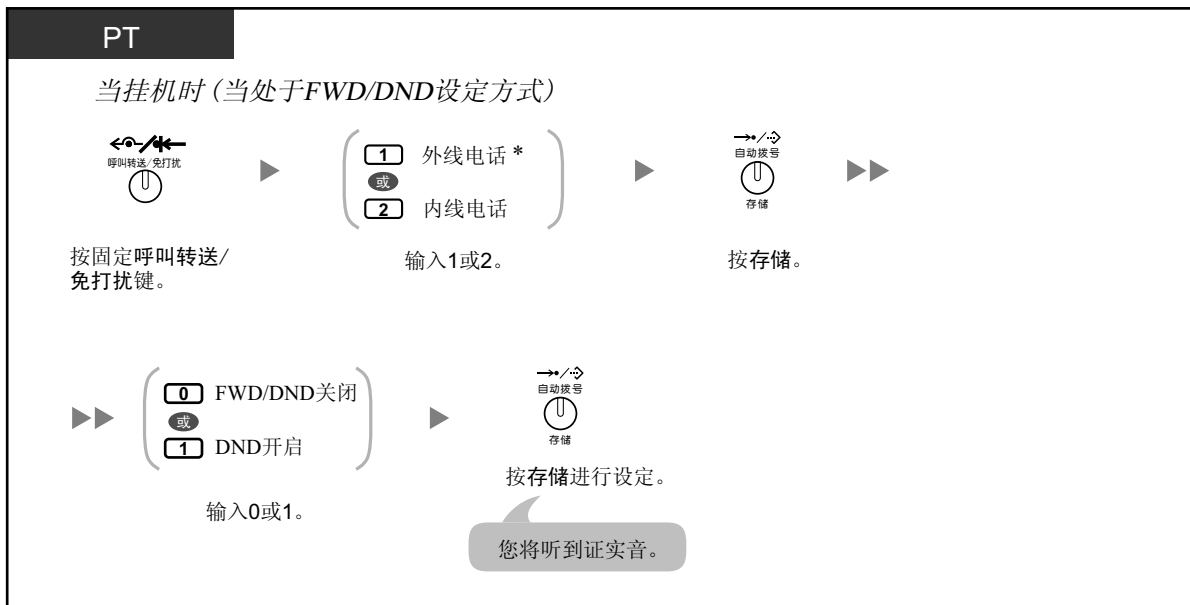 PT
当挂机时(当处于FWD/DND设定方式)
呼叫转送/免打扰
1 外线电话*
或
2 内线电话
自动拨号
存储
按固定呼叫转送/
免打扰键。
输入1或2。
按存储。
0 FWD/DND关闭
或
1 DND开启
自动拨号
存储
输入0或1。
按存储进行设定。
您将听到证实音。